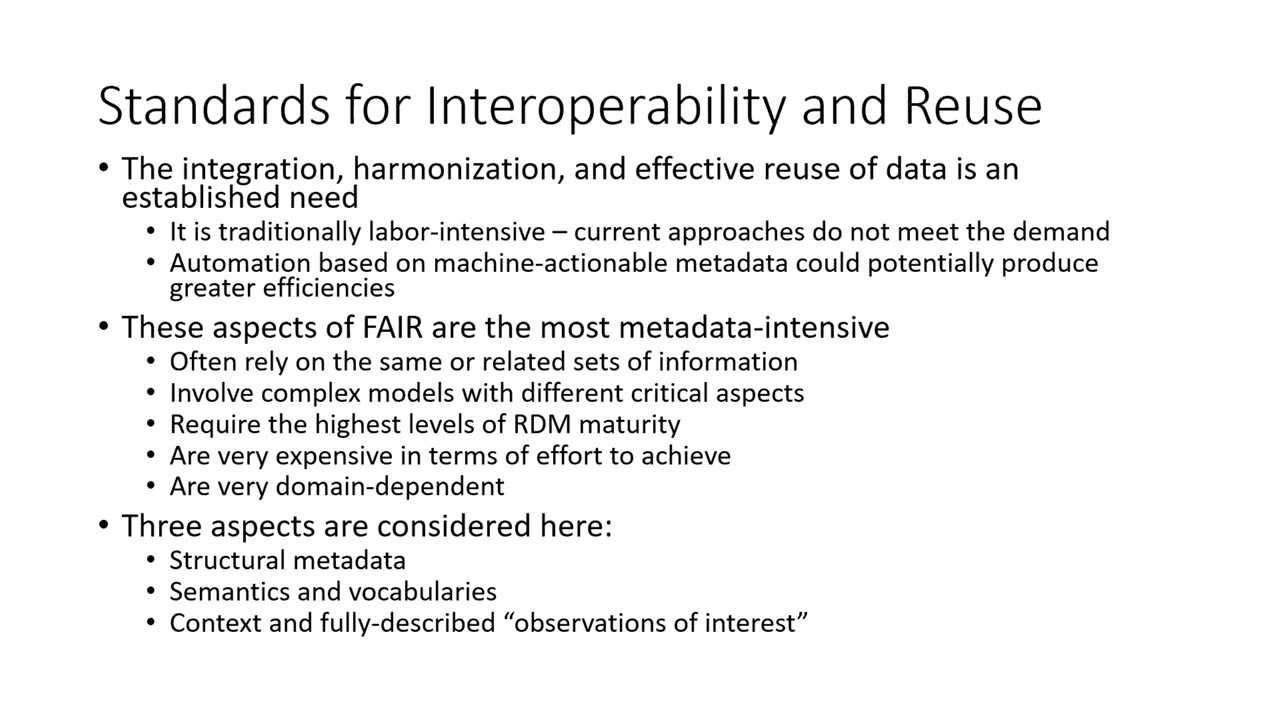 Standards for Interoperability and Reuse
• The integration, harmonization, and effective reuse of data is an
established need
• It is traditionally labor-intensive – current approaches do not meet the demand
• Automation based on machine-actionable metadata could potentially produce
greater efficiencies
• These aspects of FAIR are the most metadata-intensive
• Often rely on the same or related sets of information
• Involve complex models with different critical aspects
• Require the highest levels of RDM maturity
• Are very expensive in terms of effort to achieve
• Are very domain-dependent
• Three aspects are considered here:
• Structural metadata
• Semantics and vocabularies
• Context and fully-described “observations of interest”